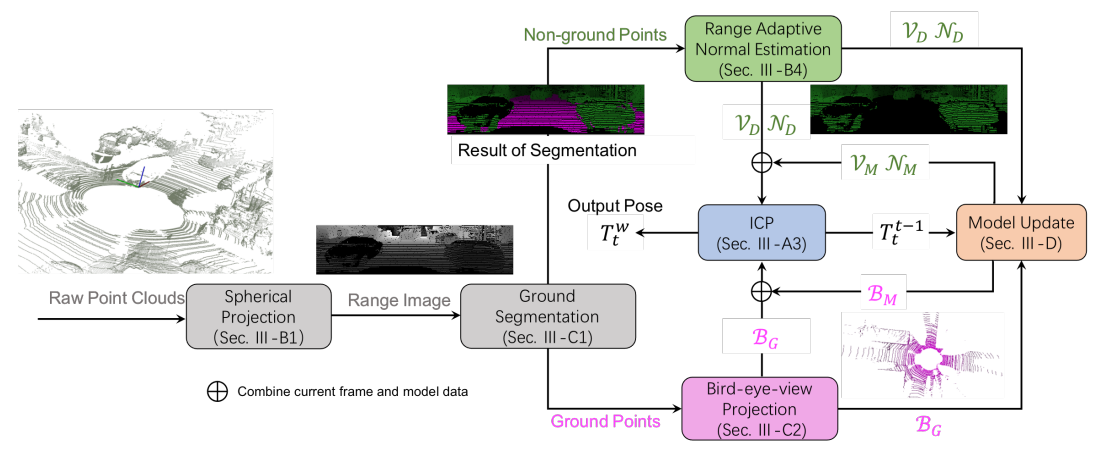 Non-ground Points
Range Adaptive
Normal Estimation
(Sec. III-B4)
𝒱_D 𝒩_D
𝒱_D 𝒩_D
Result of Segmentation
𝒱_M 𝒩_M
Output Pose
T_t^w
ICP
(Sec. III-A3)
T_t^{t-1}
Model Update
(Sec. III-D)
Raw Point Clouds
Spherical
Projection
(Sec. III-B1)
Range Image
Ground
Segmentation
(Sec. III-C1)
ℬ_M
ℬ_G
Combine current frame and model data
Ground Points
Bird-eye-view
Projection
(Sec. III-C2)
ℬ_G